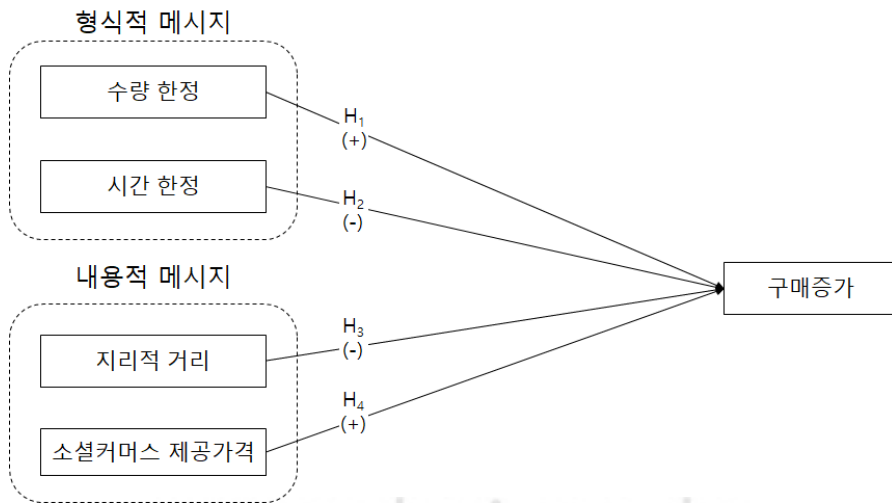 형식적 메시지
수량 한정
H₁
(+)
시간 한정
H₂
(-)
내용적 메시지
구매증가
지리적 거리
H₃
(-)
소셜커머스 제공가격
H₄
(+)